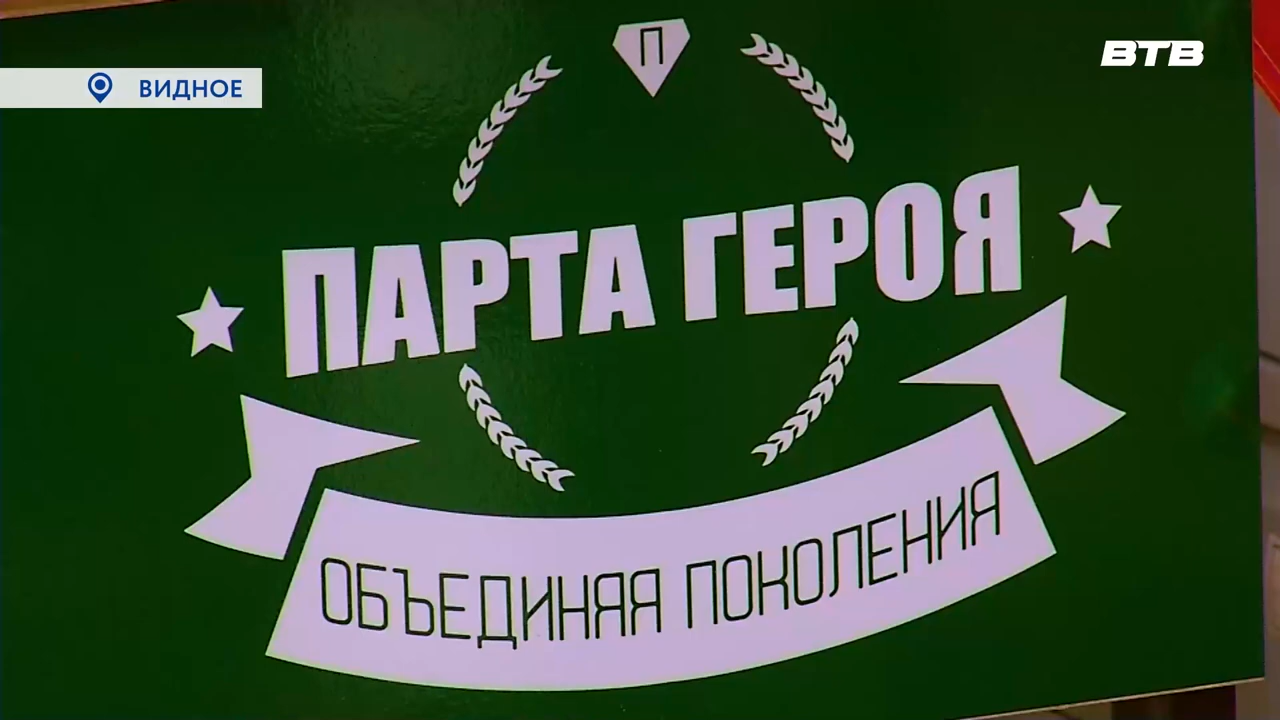 ВТВ
ВИДНОЕ
П
ПАРТА ГЕРОЯ
ОБЪЕДИНЯЯ ПОКОЛЕНИЯ